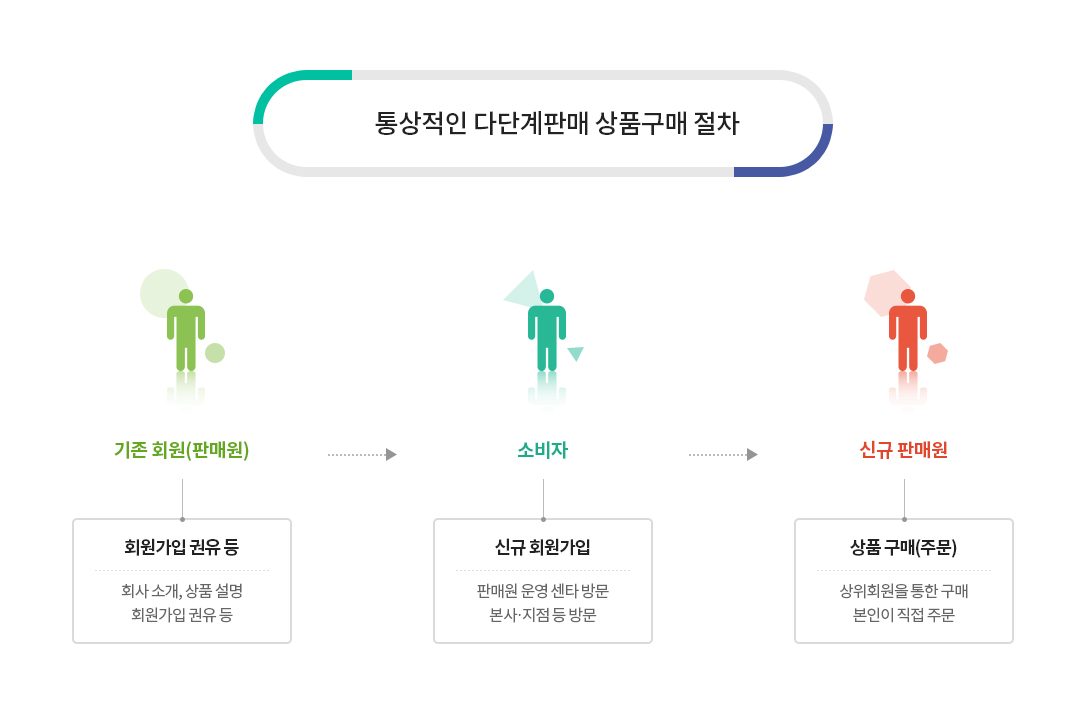 통상적인 다단계판매 상품구매 절차
기존 회원(판매원)
소비자
신규 판매원
회원가입 권유 등
회사 소개, 상품 설명
회원가입 권유 등
신규 회원가입
판매원 운영 센타 방문
본사·지점 등 방문
상품 구매(주문)
상위회원을 통한 구매
본인이 직접 주문